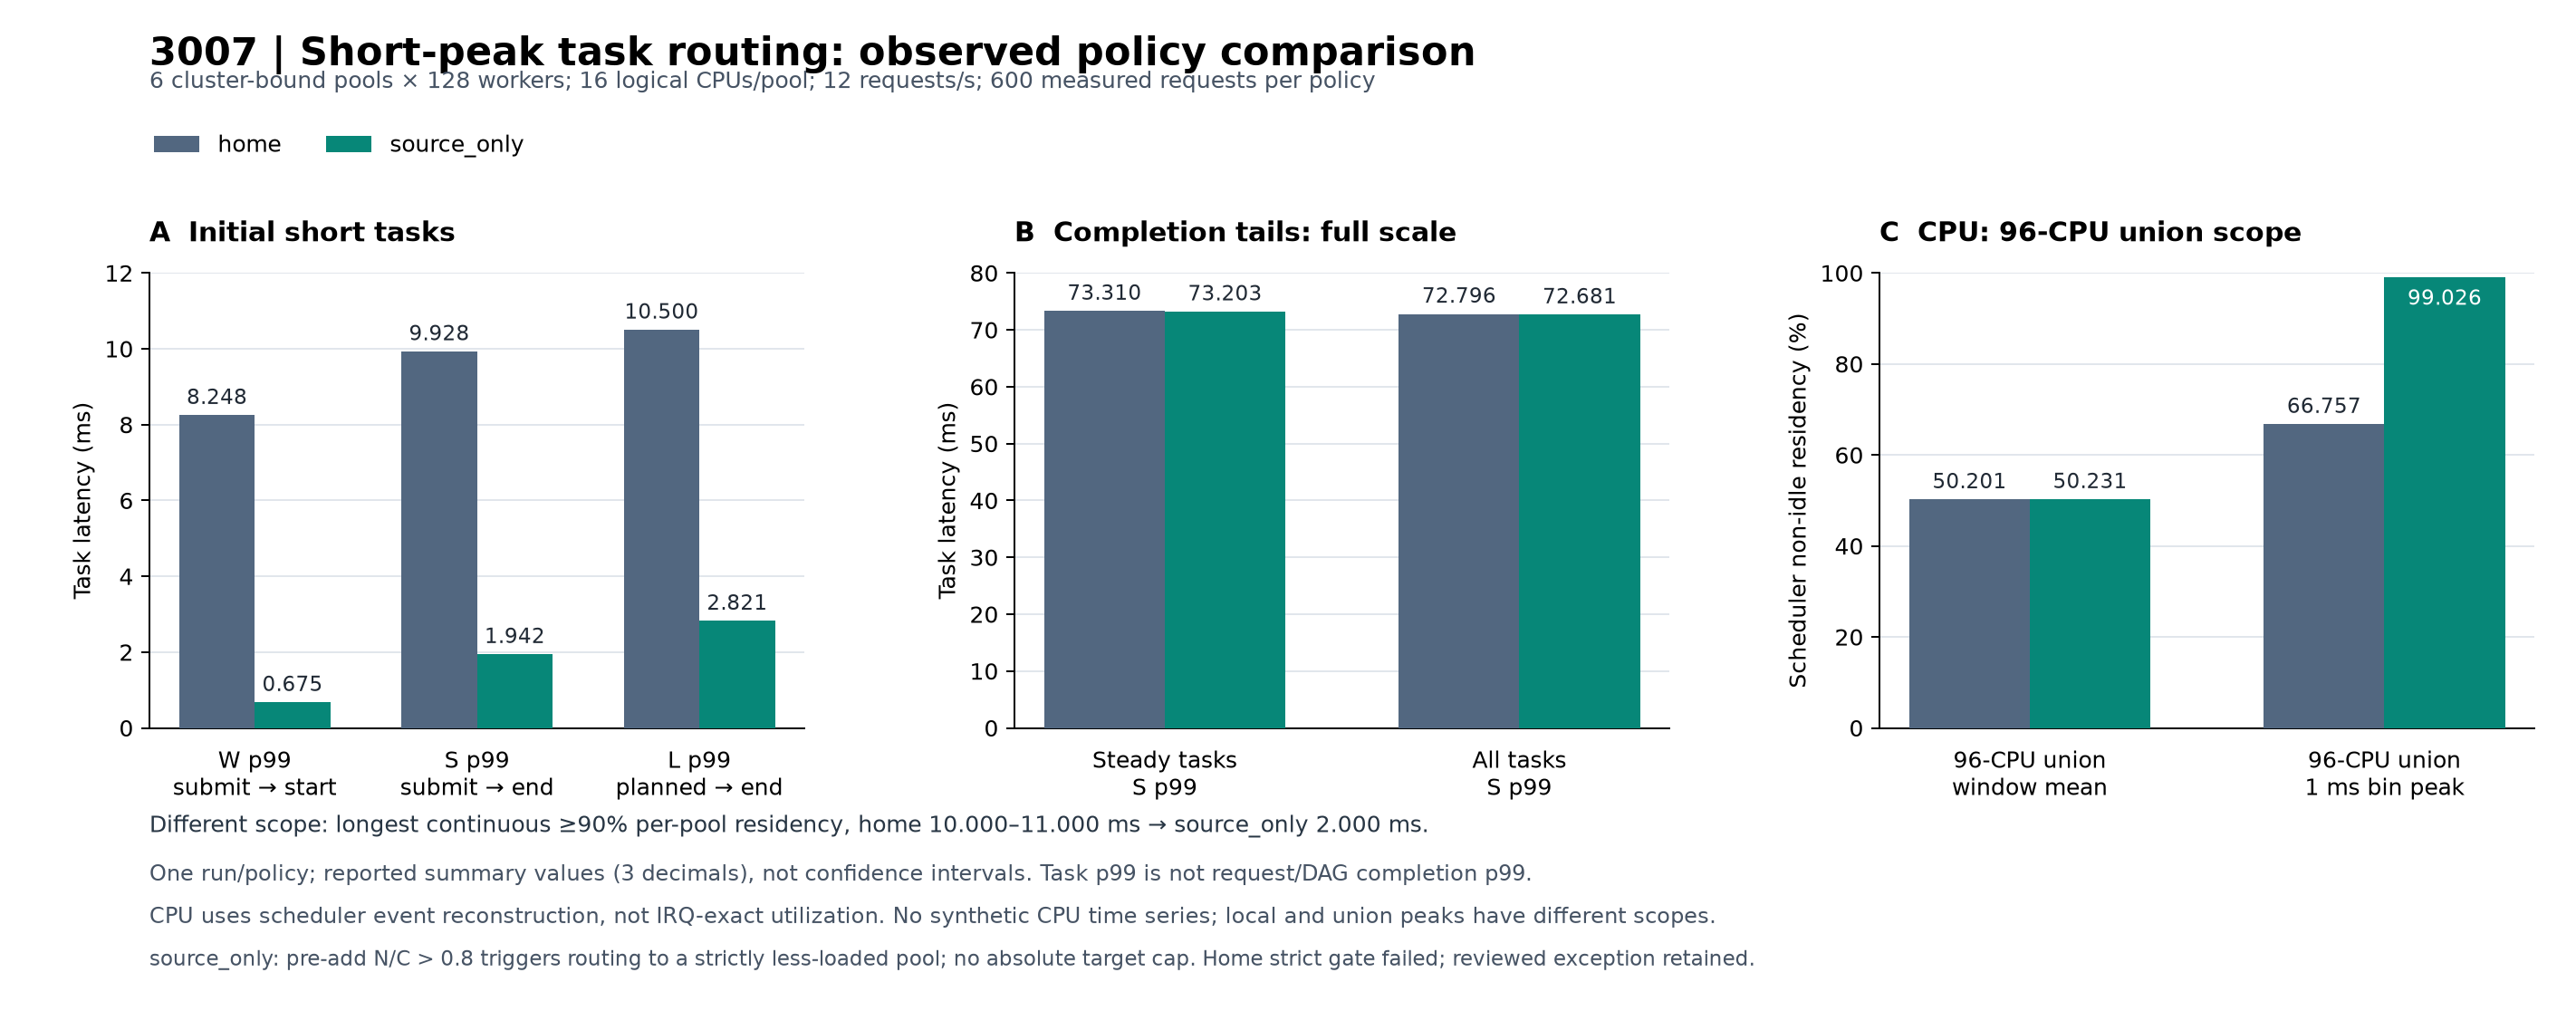 3007 | Short-peak task routing: observed policy comparison
6 cluster-bound pools × 128 workers; 16 logical CPUs/pool; 12 requests/s; 600 measured requests per policy
home
source_only
A Initial short tasks
Task latency (ms)
12
10
8
6
4
2
0
8.248
0.675
9.928
1.942
10.500
2.821
W p99
submit → start
S p99
submit → end
L p99
planned → end
B Completion tails: full scale
Task latency (ms)
80
70
60
50
40
30
20
10
0
73.310
73.203
72.796
72.681
Steady tasks
S p99
All tasks
S p99
C CPU: 96-CPU union scope
Scheduler non-idle residency (%)
100
80
60
40
20
0
50.201
50.231
66.757
99.026
96-CPU union
window mean
96-CPU union
1 ms bin peak
Different scope: longest continuous ≥90% per-pool residency, home 10.000–11.000 ms → source_only 2.000 ms.
One run/policy; reported summary values (3 decimals), not confidence intervals. Task p99 is not request/DAG completion p99.
CPU uses scheduler event reconstruction, not IRQ-exact utilization. No synthetic CPU time series; local and union peaks have different scopes.
source_only: pre-add N/C > 0.8 triggers routing to a strictly less-loaded pool; no absolute target cap. Home strict gate failed; reviewed exception retained.